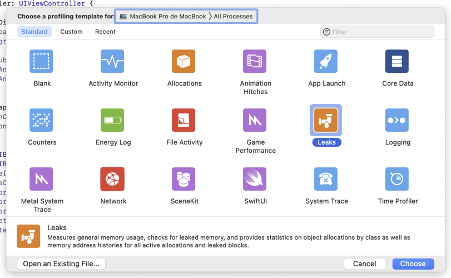 ler: UIViewController {
Choose a profiling template for: MacBook Pro de MacBook › All Processes
Standard Custom Recent Filter
Blank Activity Monitor Allocations Animation Hitches App Launch Core Data
Counters Energy Log File Activity Game Performance Leaks Logging
Metal System Trace Network SceneKit SwiftUI System Trace Time Profiler
Leaks
Measures general memory usage, checks for leaked memory, and provides statistics on object allocations by class as well as
memory address histories for all active allocations and leaked blocks.
Open an Existing File... Cancel Choose